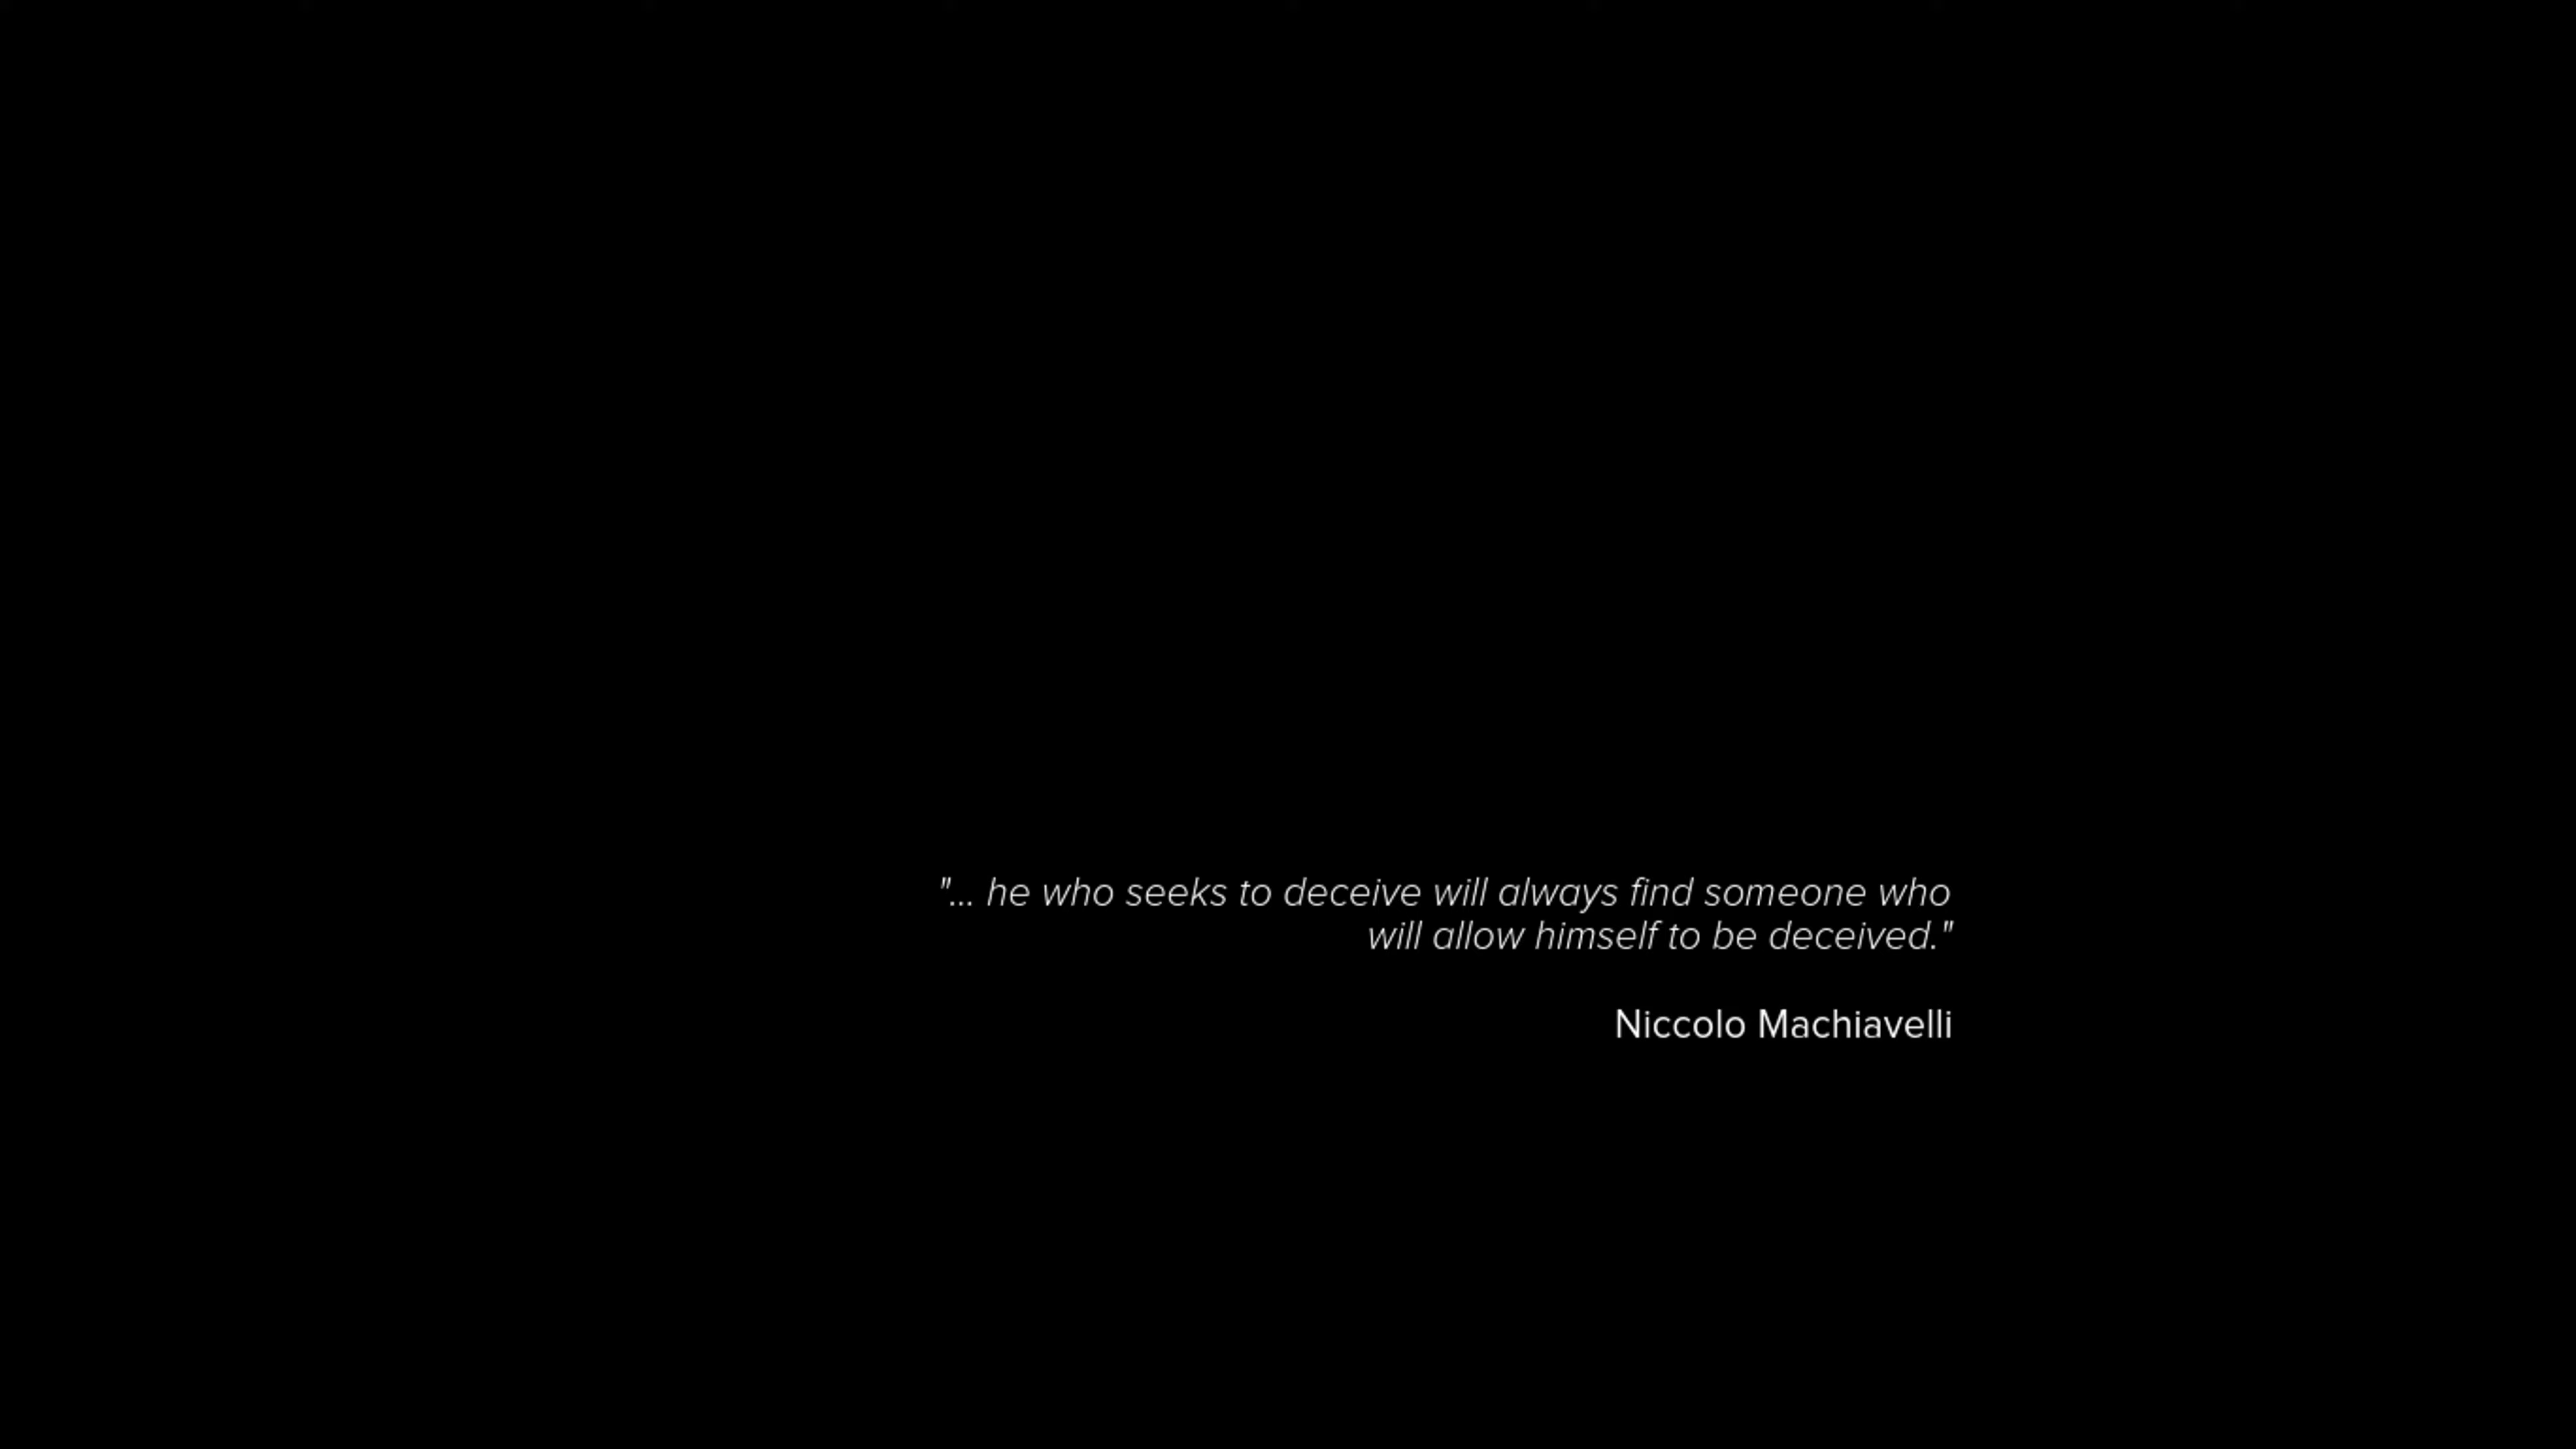 "... he who seeks to deceive will always find someone who
will allow himself to be deceived."
Niccolo Machiavelli